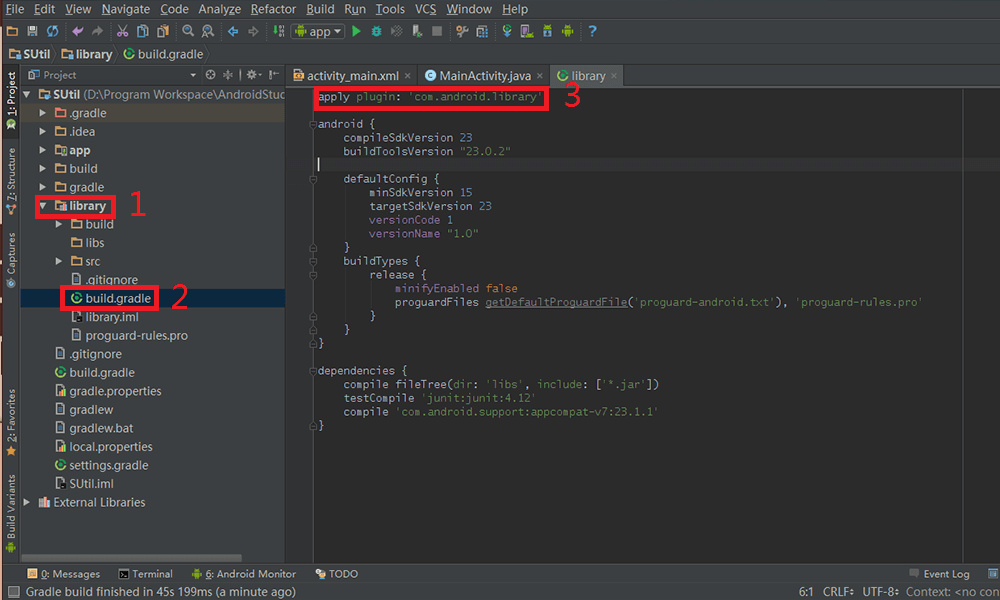 File Edit View Navigate Code Analyze Refactor Build Run Tools VCS Window Help
app
SUtil library build.gradle
Project
activity_main.xml × MainActivity.java × library ×
1: Project
7: Structure
Captures
2: Favorites
Build Variants
SUtil (D:\Program Workspace\AndroidStuc
.gradle
.idea
app
build
gradle
library 1
build
libs
src
.gitignore
build.gradle 2
library.iml
proguard-rules.pro
.gitignore
build.gradle
gradle.properties
gradlew
gradlew.bat
local.properties
settings.gradle
SUtil.iml
External Libraries
apply plugin: 'com.android.library' 3
android {
compileSdkVersion 23
buildToolsVersion "23.0.2"
defaultConfig {
minSdkVersion 15
targetSdkVersion 23
versionCode 1
versionName "1.0"
}
buildTypes {
release {
minifyEnabled false
proguardFiles getDefaultProguardFile('proguard-android.txt'), 'proguard-rules.pro'
}
}
}
dependencies {
compile fileTree(dir: 'libs', include: ['*.jar'])
testCompile 'junit:junit:4.12'
compile 'com.android.support:appcompat-v7:23.1.1'
}
0: Messages Terminal 6: Android Monitor TODO Event Log
Gradle build finished in 45s 199ms (a minute ago) 6:1 CRLF÷ UTF-8÷ Context: <no con